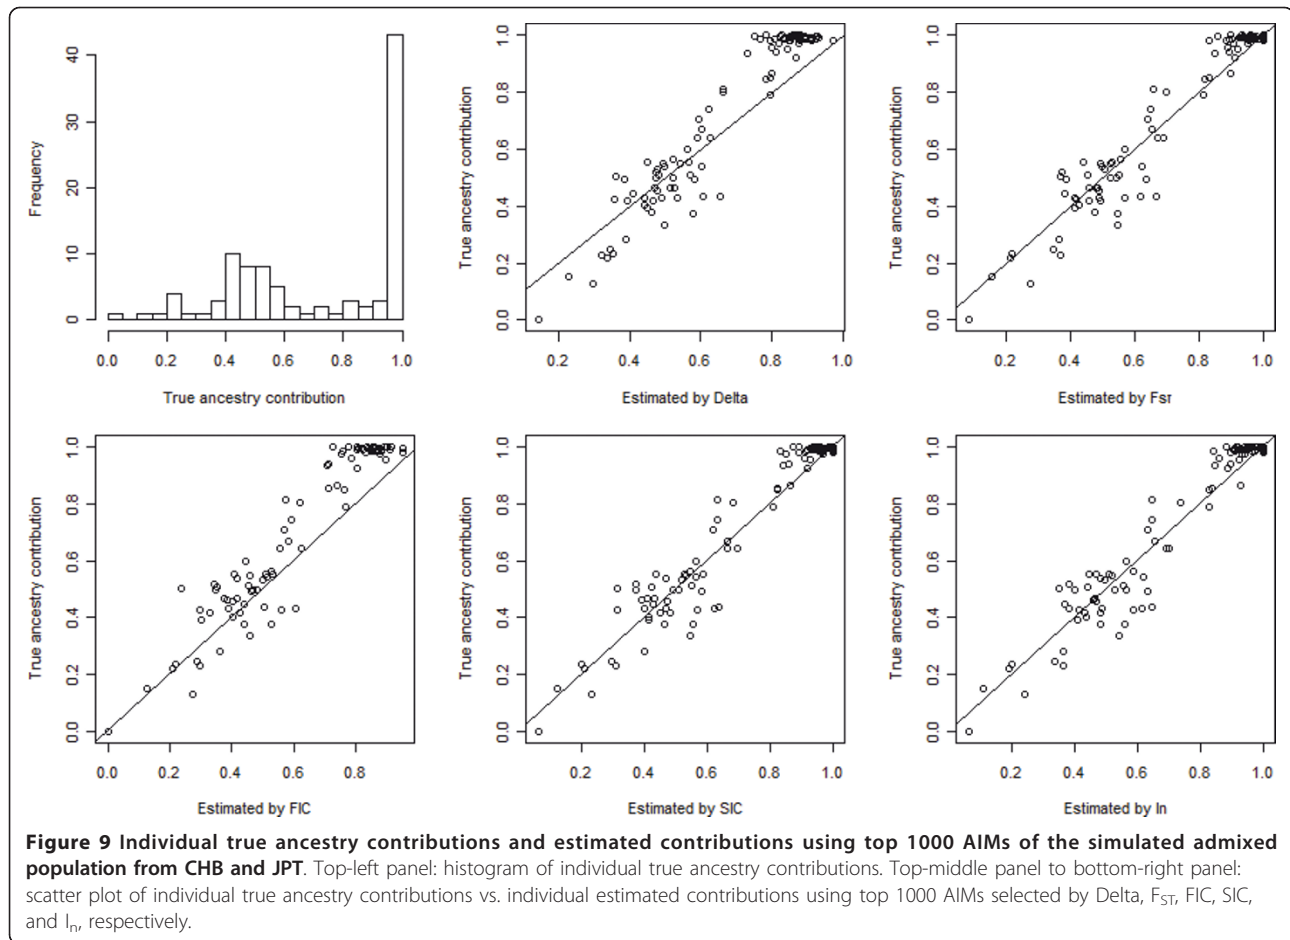 Frequency
0 10 20 30 40
0.0 0.2 0.4 0.6 0.8 1.0
True ancestry contribution
True ancestry contribution
0.0 0.2 0.4 0.6 0.8 1.0
0.2 0.4 0.6 0.8 1.0
Estimated by Delta
True ancestry contribution
0.0 0.2 0.4 0.6 0.8 1.0
0.2 0.4 0.6 0.8 1.0
Estimated by FST
True ancestry contribution
0.0 0.2 0.4 0.6 0.8 1.0
0.0 0.2 0.4 0.6 0.8
Estimated by FIC
True ancestry contribution
0.0 0.2 0.4 0.6 0.8 1.0
0.2 0.4 0.6 0.8 1.0
Estimated by SIC
True ancestry contribution
0.0 0.2 0.4 0.6 0.8 1.0
0.2 0.4 0.6 0.8 1.0
Estimated by In
Figure 9 Individual true ancestry contributions and estimated contributions using top 1000 AIMs of the simulated admixed
population from CHB and JPT. Top-left panel: histogram of individual true ancestry contributions. Top-middle panel to bottom-right panel:
scatter plot of individual true ancestry contributions vs. individual estimated contributions using top 1000 AIMs selected by Delta, FST, FIC, SIC,
and In, respectively.